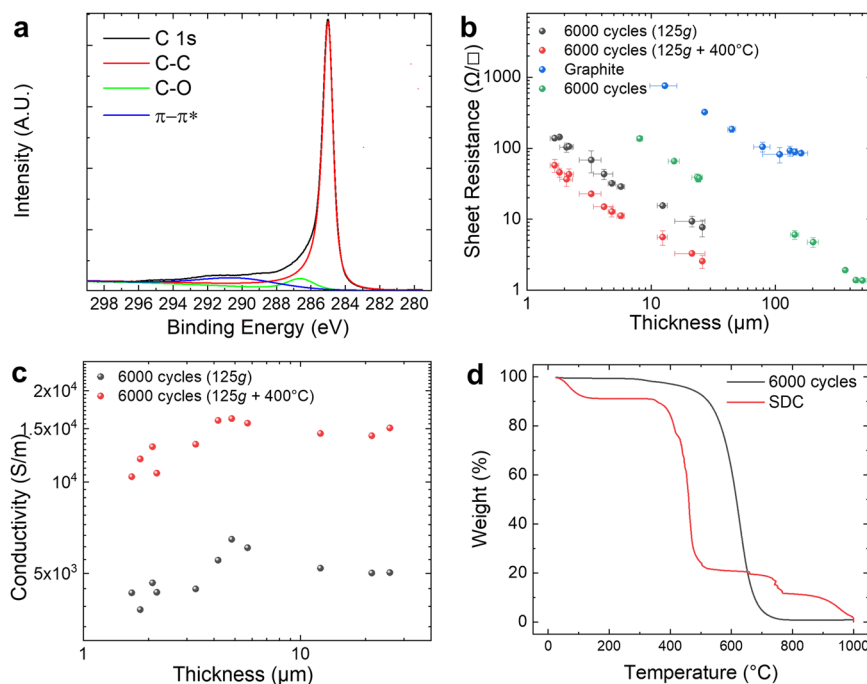 a
C 1s
C-C
C-O
π–π*
Intensity (A.U.)
298 296 294 292 290 288 286 284 282 280
Binding Energy (eV)
b
6000 cycles (125g)
6000 cycles (125g + 400°C)
Graphite
6000 cycles
Sheet Resistance (Ω/□)
1000
100
10
1
1 10 100
Thickness (µm)
c
6000 cycles (125g)
6000 cycles (125g + 400°C)
Conductivity (S/m)
2x10⁴
1.5x10⁴
10⁴
5x10³
1 10
Thickness (µm)
d
6000 cycles
SDC
Weight (%)
100
80
60
40
20
0
0 200 400 600 800 1000
Temperature (°C)